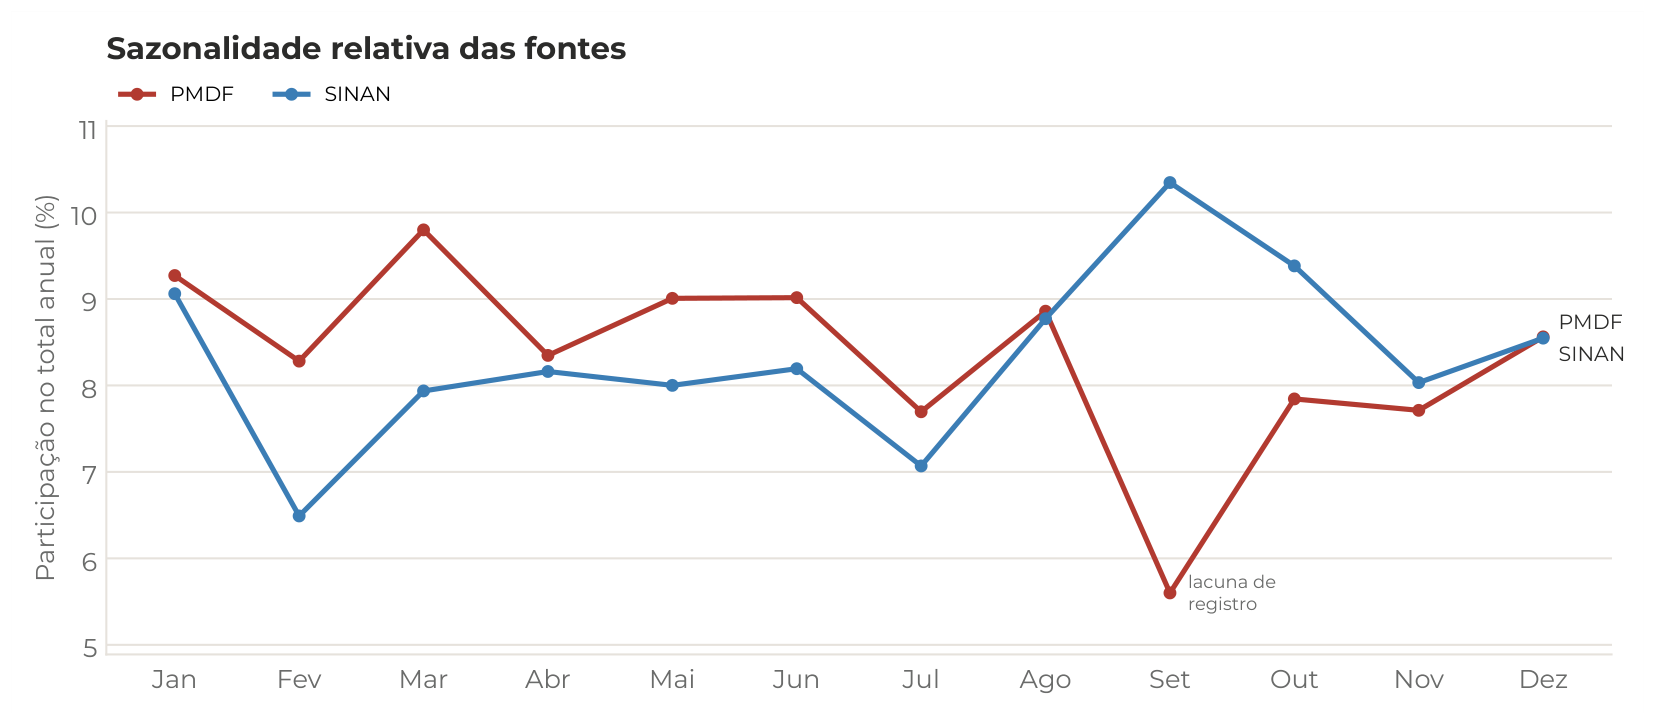 Sazonalidade relativa das fontes
PMDF SINAN
Participação no total anual (%)
11
10
9
8
7
6
5
PMDF
SINAN
lacuna de
registro
Jan Fev Mar Abr Mai Jun Jul Ago Set Out Nov Dez